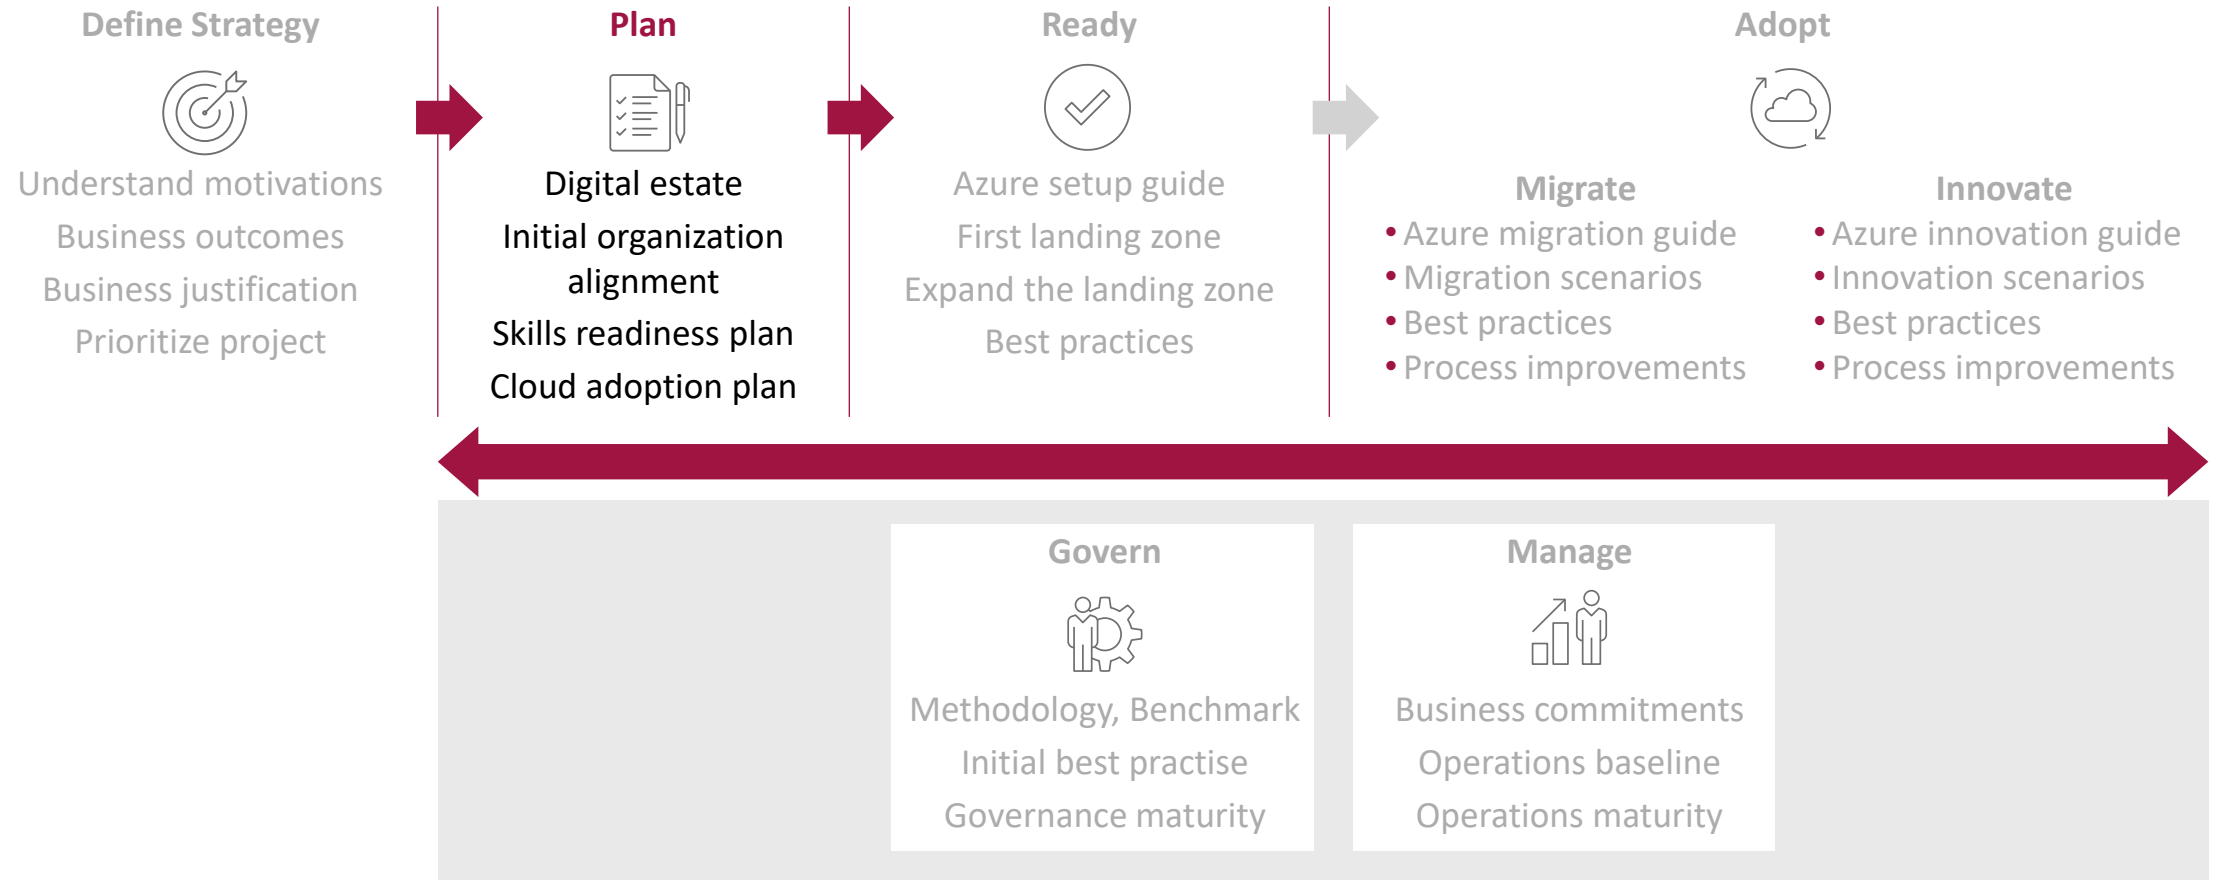 Define Strategy
Understand motivations
Business outcomes
Business justification
Prioritize project
Plan
Digital estate
Initial organization
alignment
Skills readiness plan
Cloud adoption plan
Ready
Azure setup guide
First landing zone
Expand the landing zone
Best practices
Adopt
Migrate
• Azure migration guide
• Migration scenarios
• Best practices
• Process improvements
Innovate
• Azure innovation guide
• Innovation scenarios
• Best practices
• Process improvements
Govern
Methodology, Benchmark
Initial best practise
Governance maturity
Manage
Business commitments
Operations baseline
Operations maturity